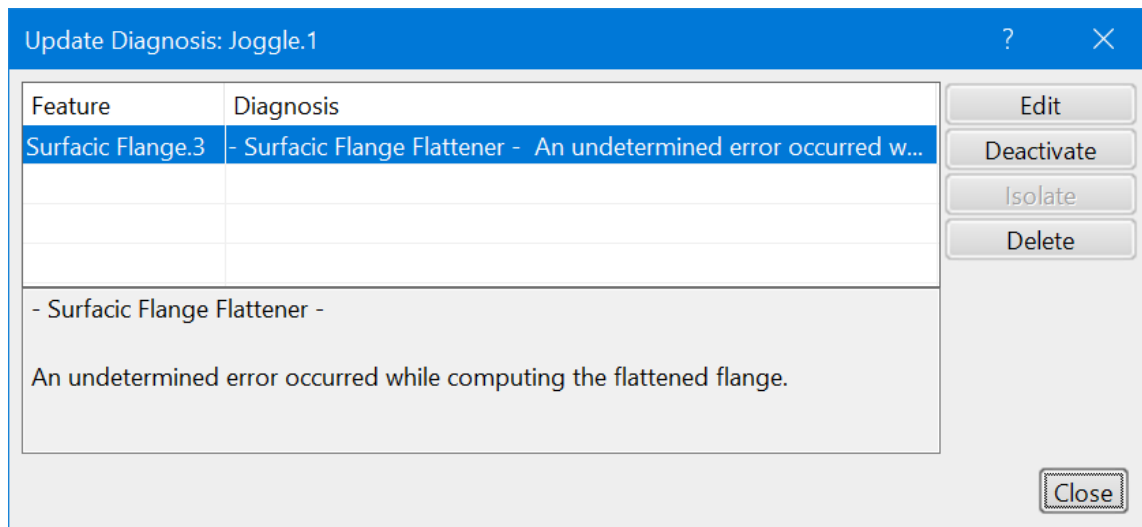 Update Diagnosis: Joggle.1 ?
Feature Diagnosis
Surfacic Flange.3 - Surfacic Flange Flattener - An undetermined error occurred w...
Edit
Deactivate
Isolate
Delete
- Surfacic Flange Flattener -
An undetermined error occurred while computing the flattened flange.
Close